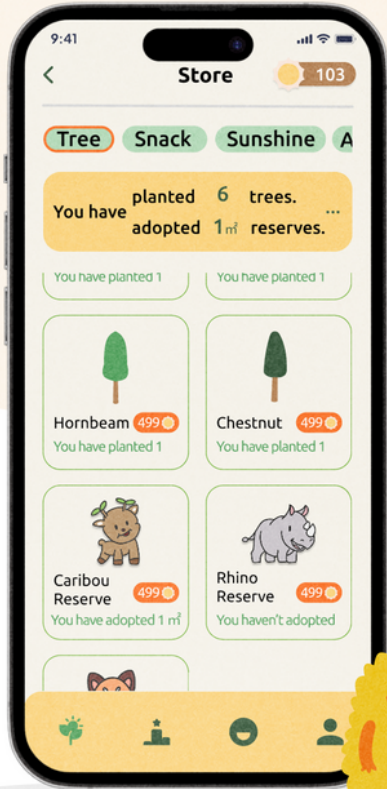 9:41
Store
103
Tree Snack Sunshine A
You have planted 6 trees.
adopted 1㎡ reserves.
...
You have planted 1
You have planted 1
Hornbeam 499
You have planted 1
Chestnut 499
You have planted 1
Caribou
Reserve 499
You have adopted 1 ㎡
Rhino
Reserve 499
You haven't adopted